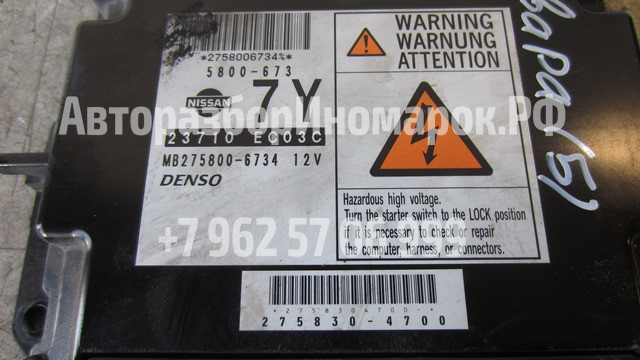 *2758006734%*
5800-673
NISSAN
7Y
23710 EC03C
MB275800-6734 12V
DENSO
WARNING
WARNUNG
ATTENTION
Hazardous high voltage.
Turn the starter switch to the LOCK position
if it is necessary to check or repair
the computer, harness, or connectors.
*2758304700-*
275830-4700
АвторазборИномарок.РФ
+7 962 57